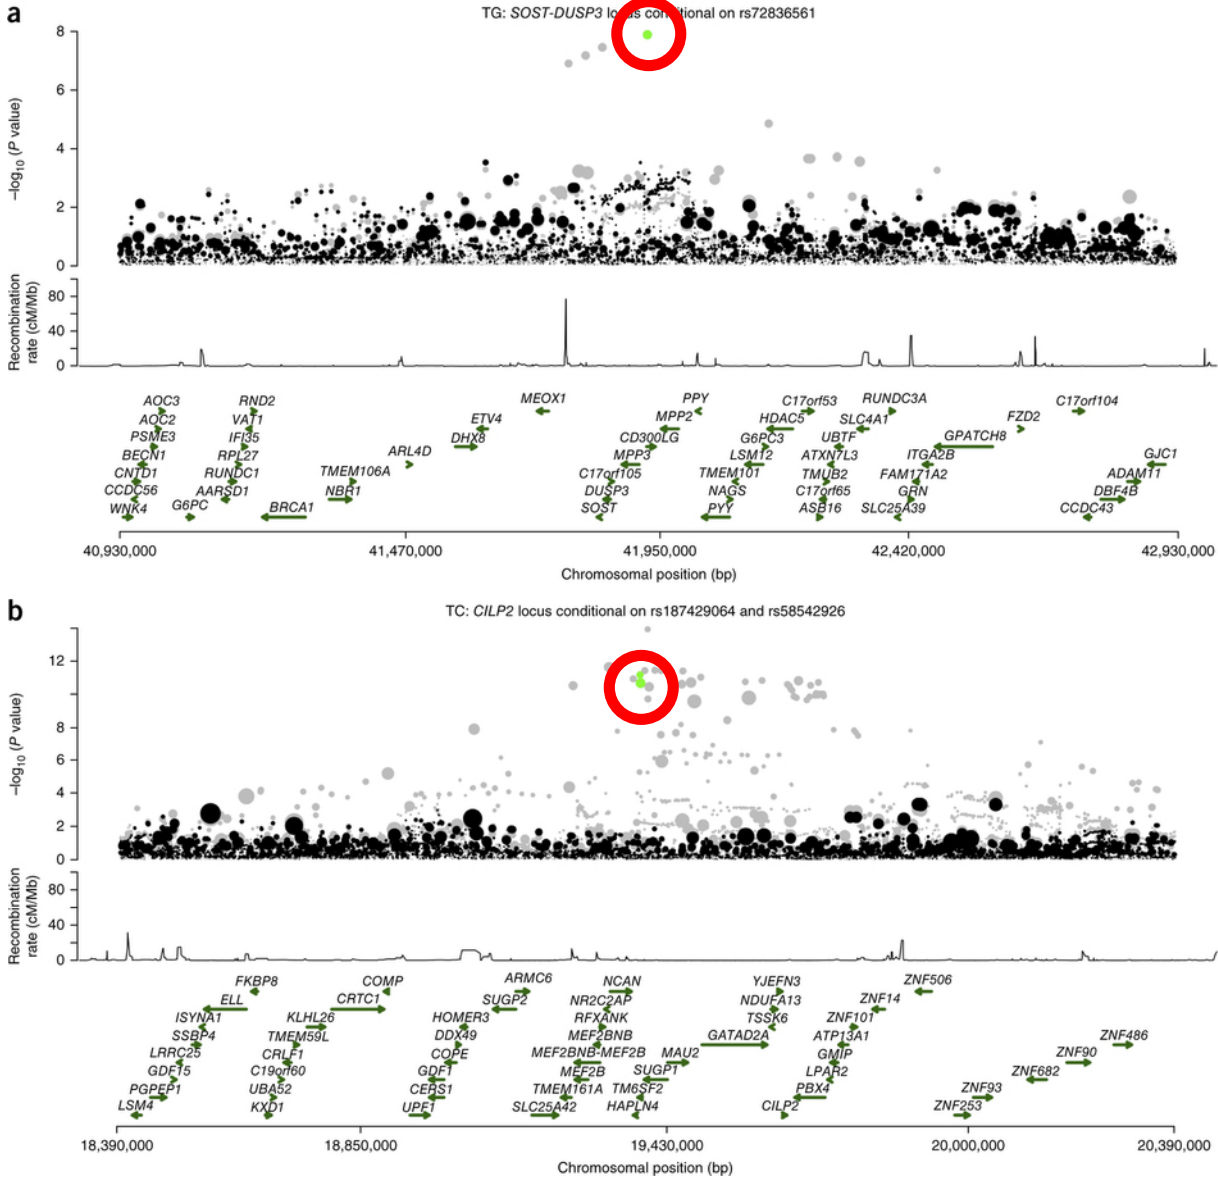 a
TG: SOST-DUSP3 locus conditional on rs72836561
8
6
4
2
0
–log10 (P value)
80
40
0
Recombination
rate (cM/Mb)
AOC3 RND2 MEOX1 PPY C17orf53 RUNDC3A C17orf104
AOC2 VAT1 ETV4 MPP2 HDAC5 SLC4A1 FZD2
PSME3 IFI35 DHX8 CD300LG G6PC3 UBTF GPATCH8
BECN1 RPL27 ARL4D MPP3 LSM12 ATXN7L3 ITGA2B GJC1
CNTD1 RUNDC1 TMEM106A C17orf105 TMEM101 TMUB2 FAM171A2 ADAM11
CCDC56 AARSD1 NBR1 DUSP3 NAGS C17orf65 GRN DBF4B
WNK4 G6PC BRCA1 SOST PYY ASB16 SLC25A39 CCDC43
40,930,000 41,470,000 41,950,000 42,420,000 42,930,000
Chromosomal position (bp)
b
TC: CILP2 locus conditional on rs187429064 and rs58542926
12
8
6
4
2
0
–log10 (P value)
80
40
0
Recombination
rate (cM/Mb)
FKBP8 COMP ARMC6 NCAN YJEFN3 ZNF506
ELL CRTC1 SUGP2 NR2C2AP NDUFA13 ZNF14
ISYNA1 KLHL26 HOMER3 RFXANK TSSK6 ZNF101
SSBP4 TMEM59L DDX49 MEF2BNB GATAD2A ATP13A1 ZNF486
LRRC25 CRLF1 COPE MEF2BNB-MEF2B MAU2 GMIP ZNF90
GDF15 C19orf60 GDF1 MEF2B SUGP1 LPAR2 ZNF682
PGPEP1 UBA52 CERS1 TMEM161A TM6SF2 PBX4 ZNF93
LSM4 KXD1 UPF1 SLC25A42 HAPLN4 CILP2 ZNF253
18,390,000 18,850,000 19,430,000 20,000,000 20,390,000
Chromosomal position (bp)